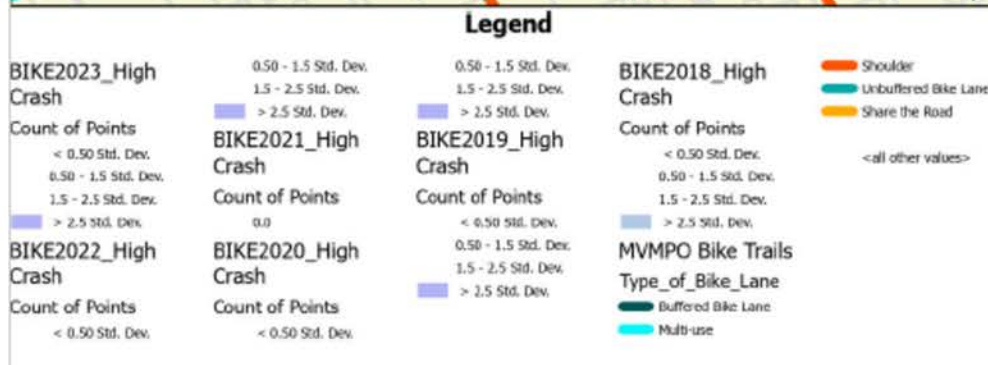 Legend
BIKE2023_High
Crash
Count of Points
< 0.50 Std. Dev.
0.50 - 1.5 Std. Dev.
1.5 - 2.5 Std. Dev.
> 2.5 Std. Dev.
BIKE2022_High
Crash
Count of Points
< 0.50 Std. Dev.
0.50 - 1.5 Std. Dev.
1.5 - 2.5 Std. Dev.
> 2.5 Std. Dev.
BIKE2021_High
Crash
Count of Points
0.0
BIKE2020_High
Crash
Count of Points
< 0.50 Std. Dev.
0.50 - 1.5 Std. Dev.
1.5 - 2.5 Std. Dev.
> 2.5 Std. Dev.
BIKE2019_High
Crash
Count of Points
< 0.50 Std. Dev.
0.50 - 1.5 Std. Dev.
1.5 - 2.5 Std. Dev.
> 2.5 Std. Dev.
BIKE2018_High
Crash
Count of Points
< 0.50 Std. Dev.
0.50 - 1.5 Std. Dev.
1.5 - 2.5 Std. Dev.
> 2.5 Std. Dev.
MVMPO Bike Trails
Type_of_Bike_Lane
Buffered Bike Lane
Multi-use
Shoulder
Unbuffered Bike Lane
Share the Road
<all other values>